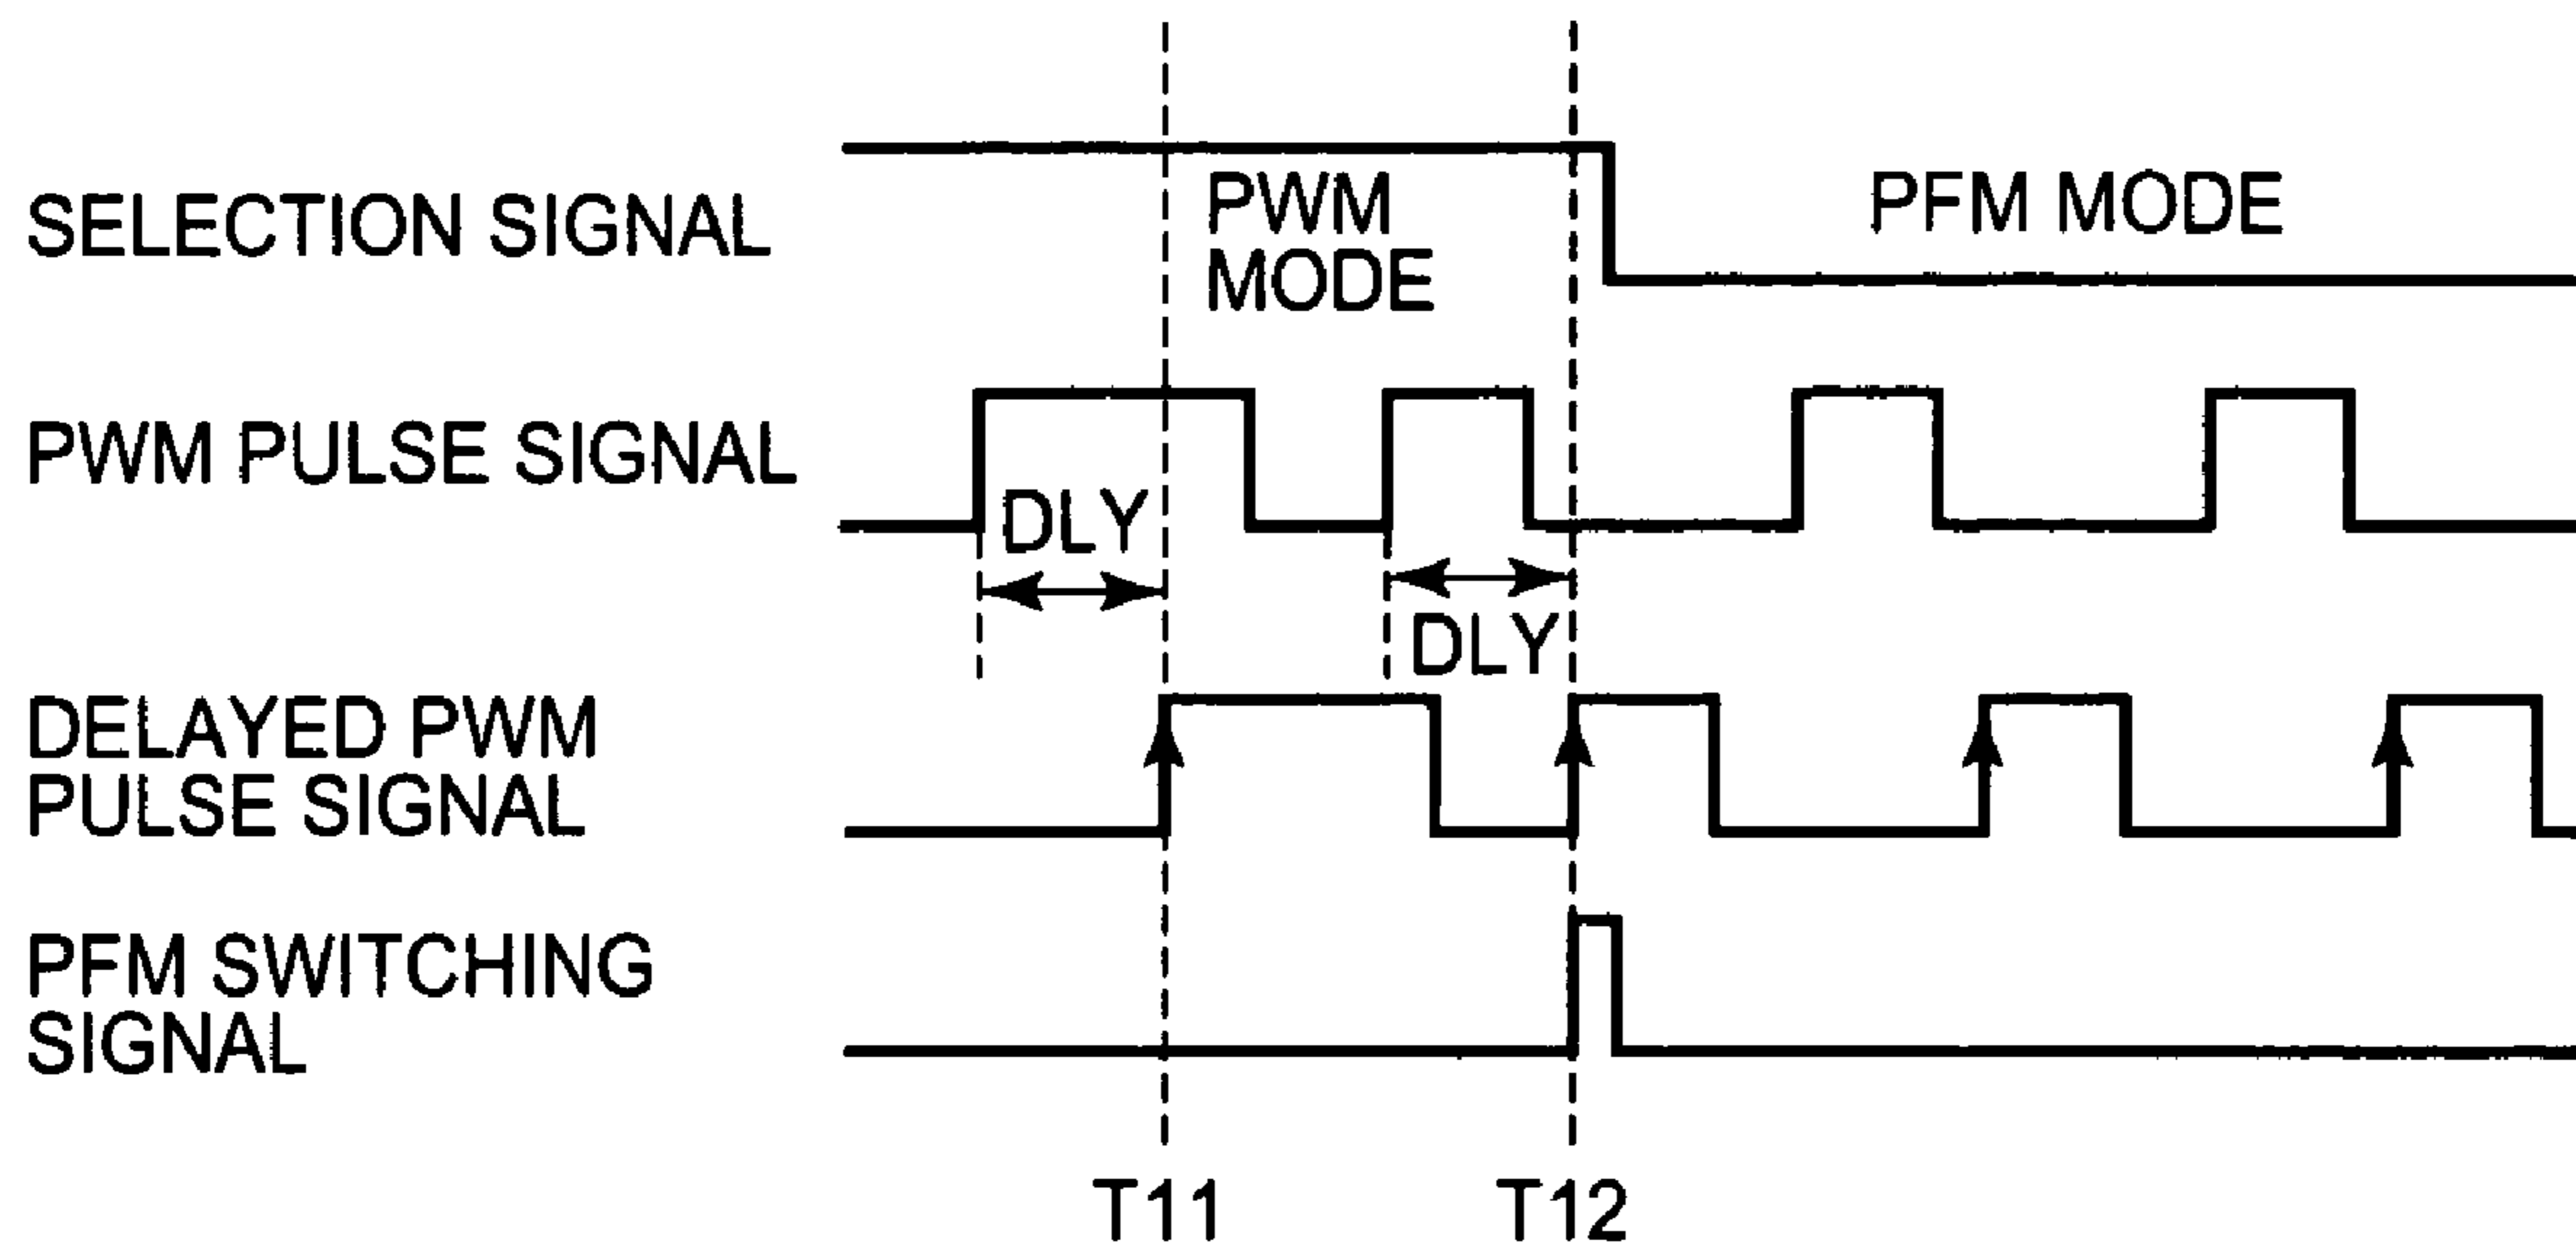 SELECTION SIGNAL
PWM
MODE
PFM MODE
PWM PULSE SIGNAL
DLY
DLY
DELAYED PWM
PULSE SIGNAL
PFM SWITCHING
SIGNAL
T11
T12